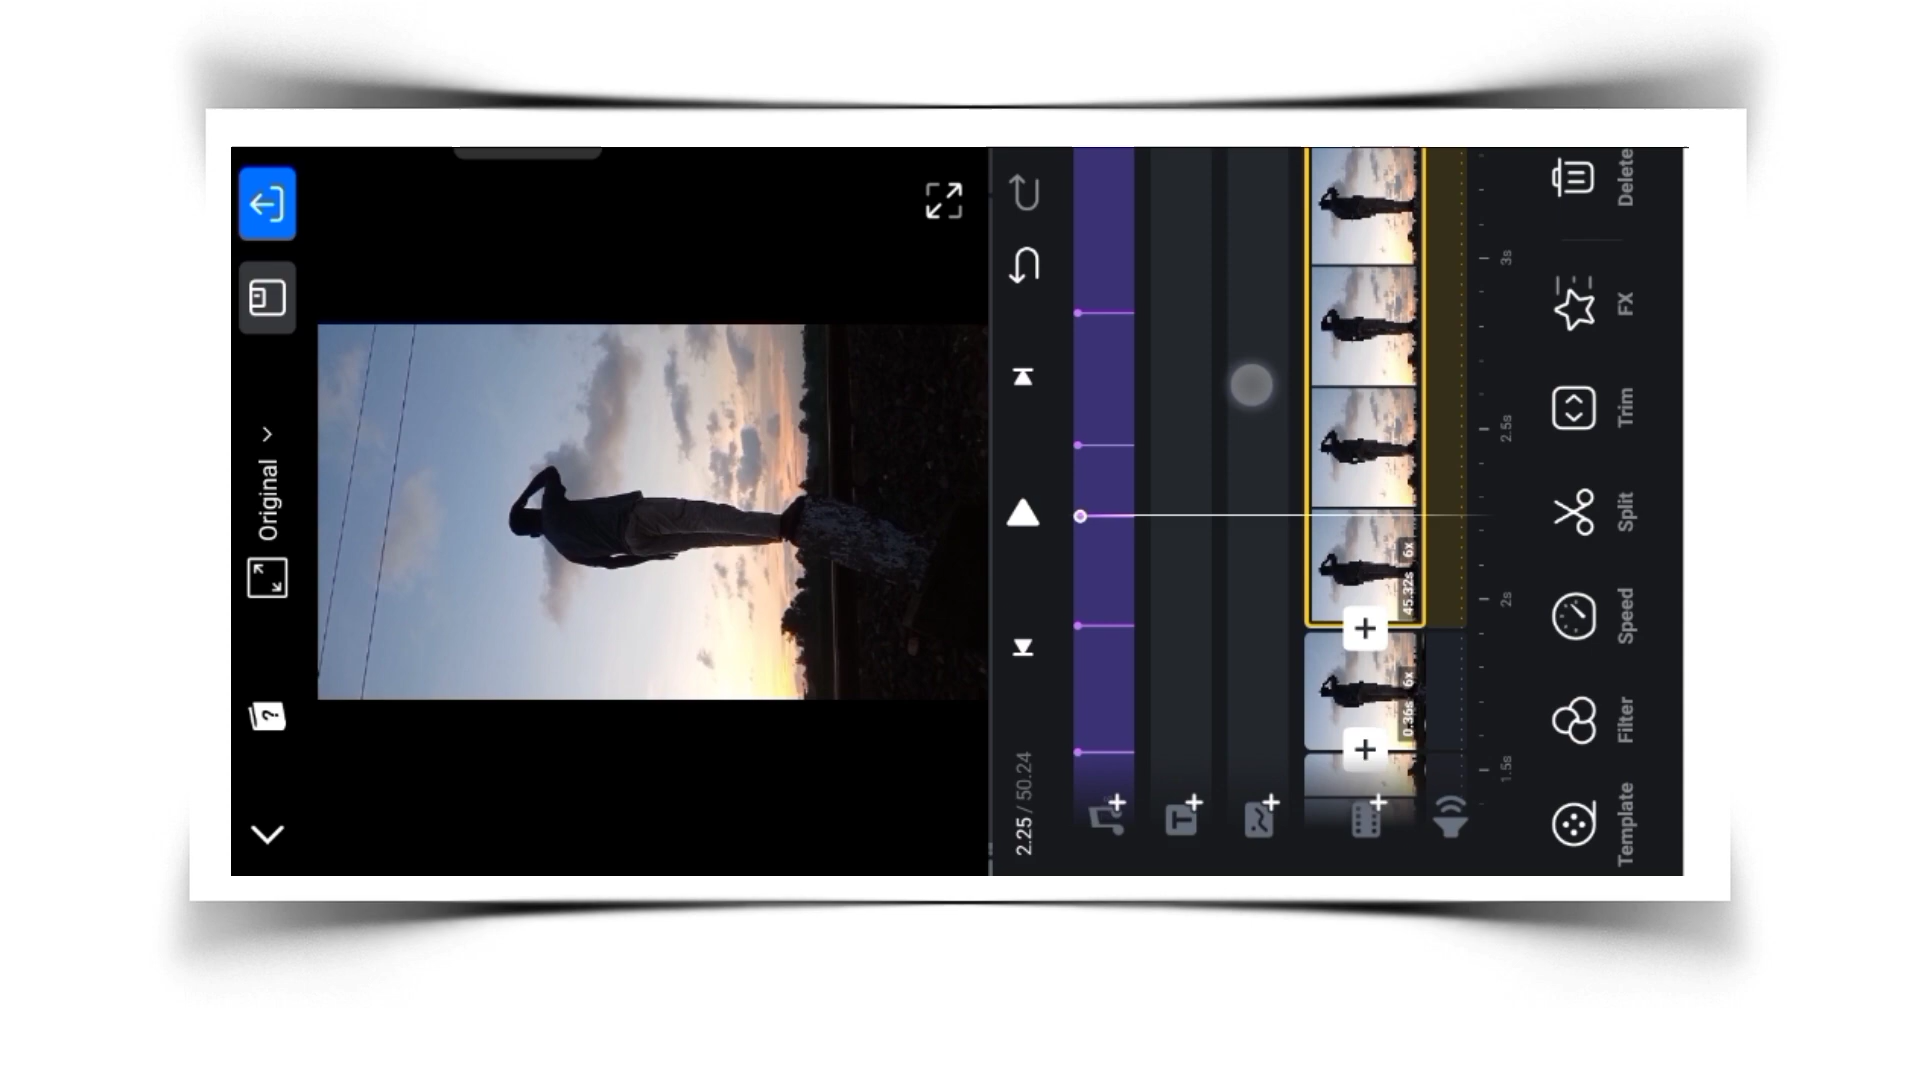 Original
2.25 / 50.24
0.36s 6x
45.32s 6x
1.5s
2s
2.5s
3s
Template
Filter
Speed
Split
Trim
FX
Delete